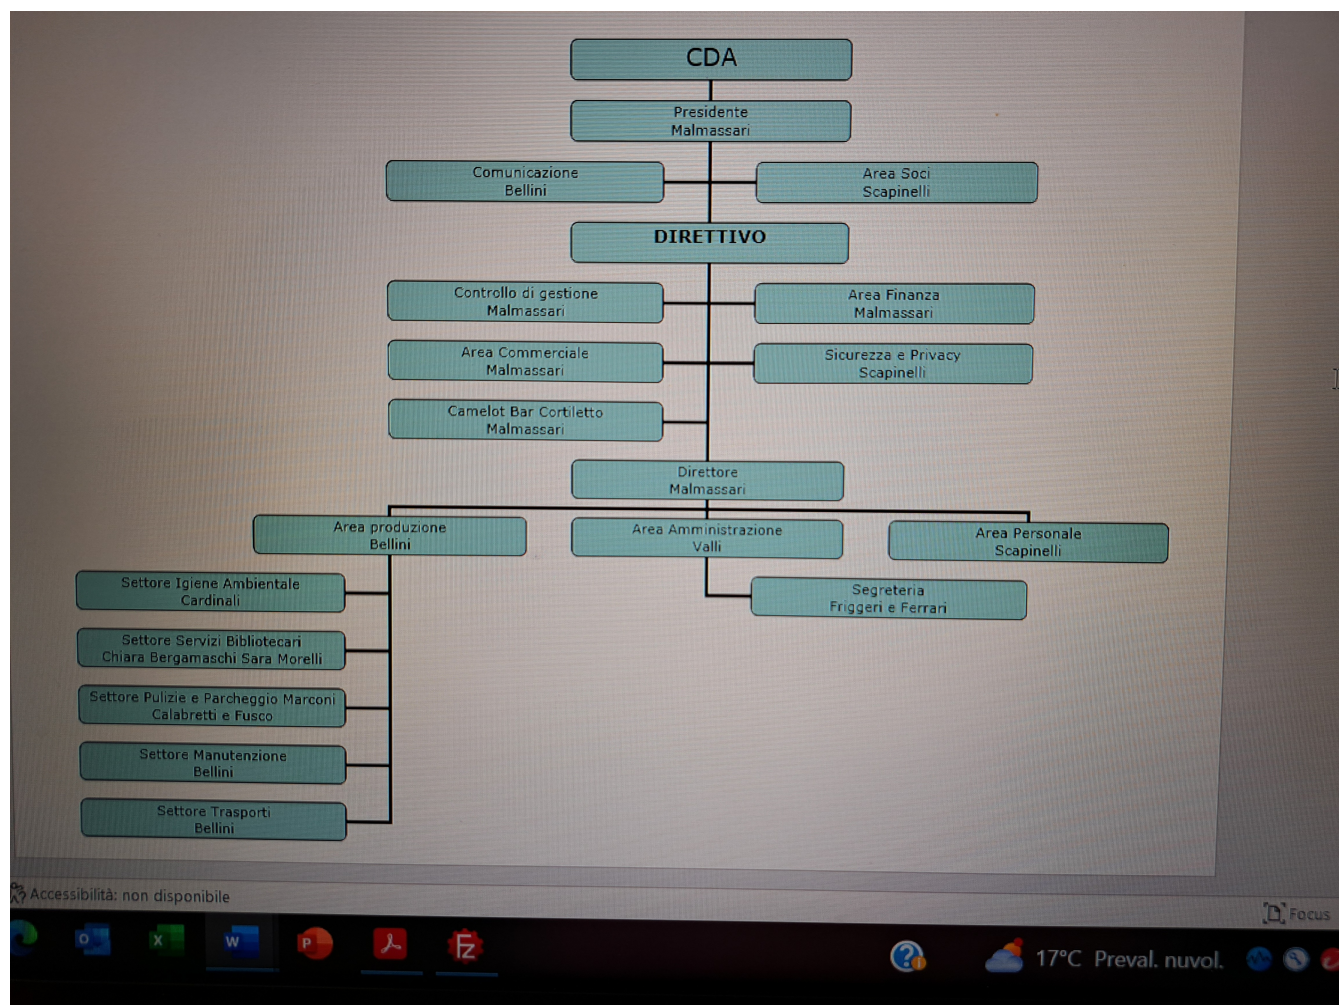 CDA
Presidente
Malmassari
Comunicazione
Bellini
Area Soci
Scapinelli
DIRETTIVO
Controllo di gestione
Malmassari
Area Finanza
Malmassari
Area Commerciale
Malmassari
Sicurezza e Privacy
Scapinelli
Camelot Bar Cortiletto
Malmassari
Direttore
Malmassari
Area produzione
Bellini
Area Amministrazione
Valli
Area Personale
Scapinelli
Settore Igiene Ambientale
Cardinali
Segreteria
Friggeri e Ferrari
Settore Servizi Bibliotecari
Chiara Bergamaschi Sara Morelli
Settore Pulizie e Parcheggio Marconi
Calabretti e Fusco
Settore Manutenzione
Bellini
Settore Trasporti
Bellini
Accessibilità: non disponibile
Focus
17°C Preval. nuvol.